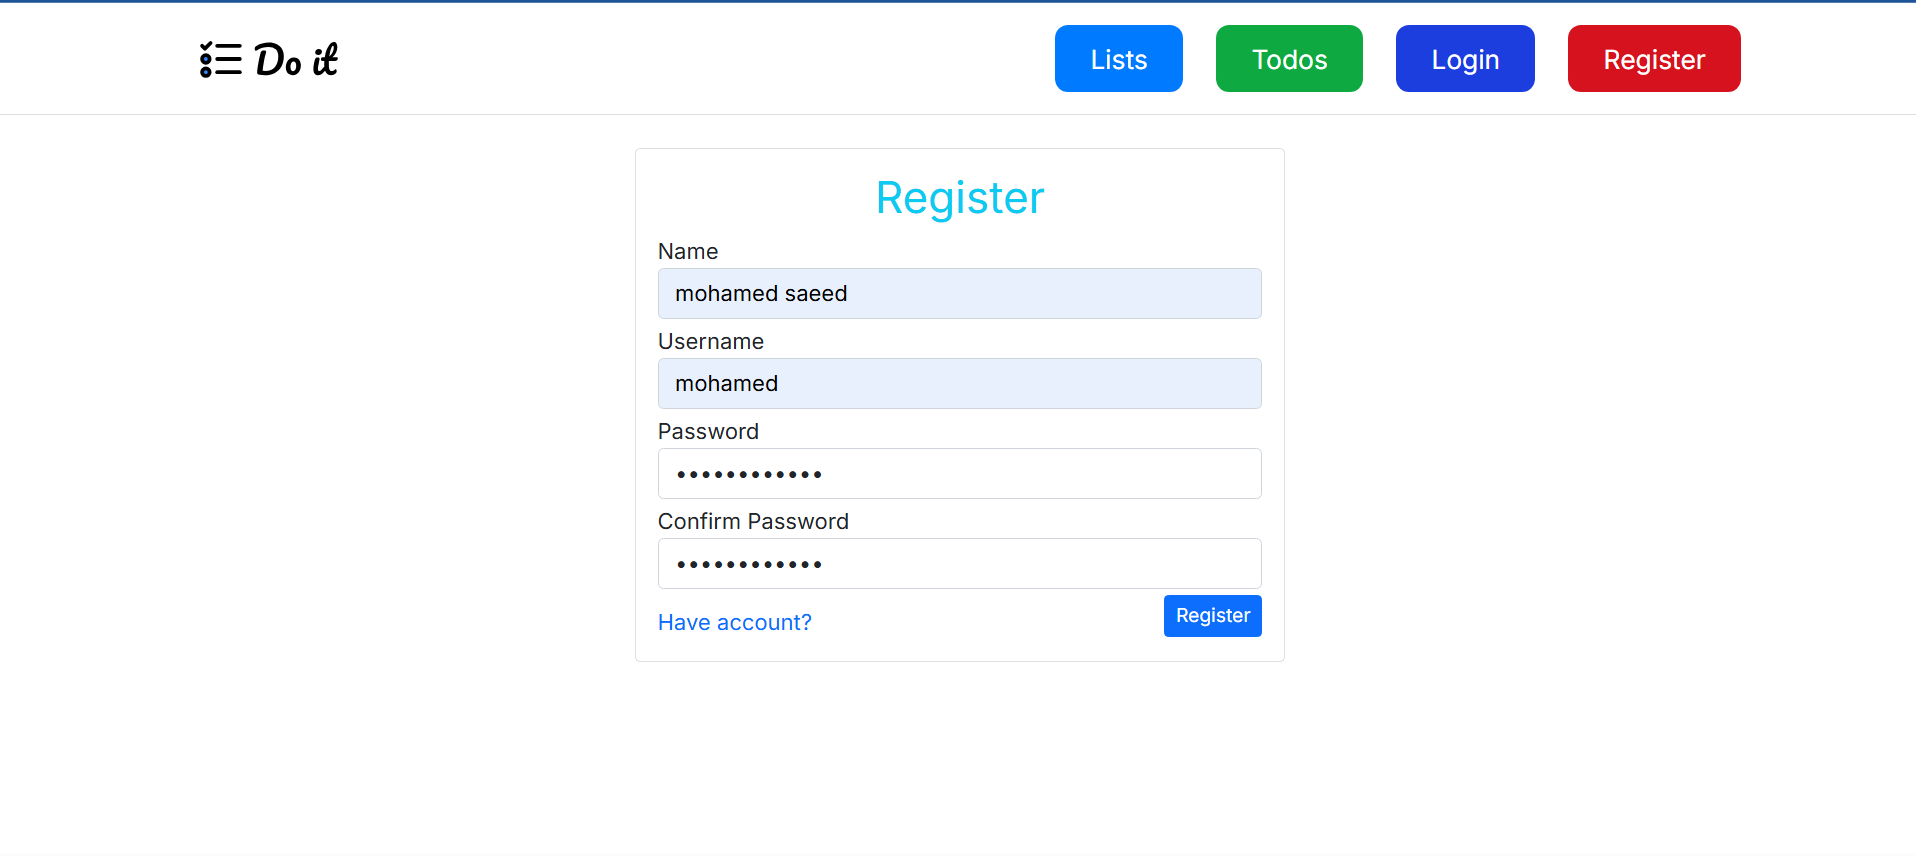 Do it
Lists Todos Login Register
Register
Name
mohamed saeed
Username
mohamed
Password
••••••••••••
Confirm Password
••••••••••••
Have account? Register